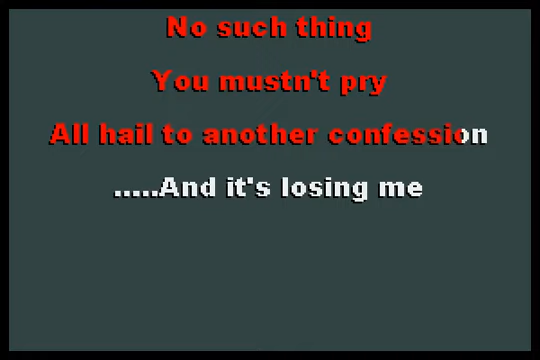 No such thing
You mustn't pry
All hail to another confession
.....And it's losing me